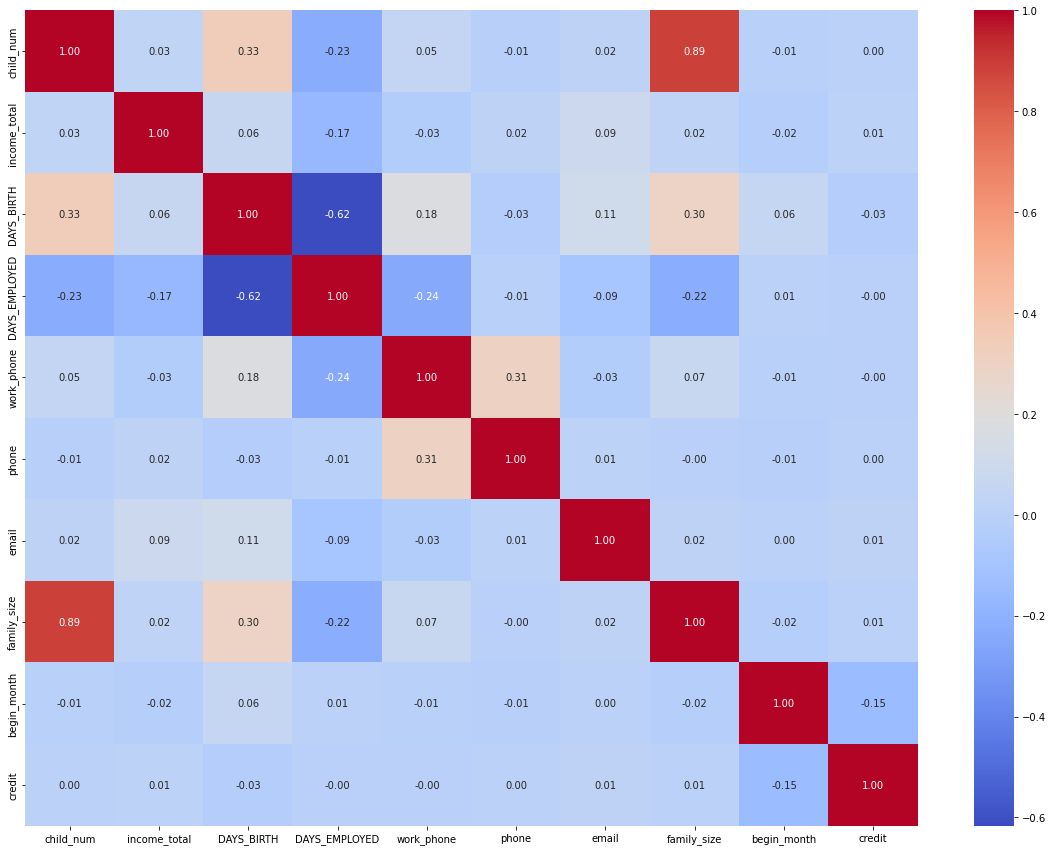 child_num 1.00 0.03 0.33 -0.23 0.05 -0.01 0.02 0.89 -0.01 0.00
income_total 0.03 1.00 0.06 -0.17 -0.03 0.02 0.09 0.02 -0.02 0.01
DAYS_BIRTH 0.33 0.06 1.00 -0.62 0.18 -0.03 0.11 0.30 0.06 -0.03
DAYS_EMPLOYED -0.23 -0.17 -0.62 1.00 -0.24 -0.01 -0.09 -0.22 0.01 -0.00
work_phone 0.05 -0.03 0.18 -0.24 1.00 0.31 -0.03 0.07 -0.01 -0.00
phone -0.01 0.02 -0.03 -0.01 0.31 1.00 0.01 -0.00 -0.01 0.00
email 0.02 0.09 0.11 -0.09 -0.03 0.01 1.00 0.02 0.00 0.01
family_size 0.89 0.02 0.30 -0.22 0.07 -0.00 0.02 1.00 -0.02 0.01
begin_month -0.01 -0.02 0.06 0.01 -0.01 -0.01 0.00 -0.02 1.00 -0.15
credit 0.00 0.01 -0.03 -0.00 -0.00 0.00 0.01 0.01 -0.15 1.00
child_num income_total DAYS_BIRTH DAYS_EMPLOYED work_phone phone email family_size begin_month credit
1.0
0.8
0.6
0.4
0.2
0.0
−0.2
−0.4
−0.6